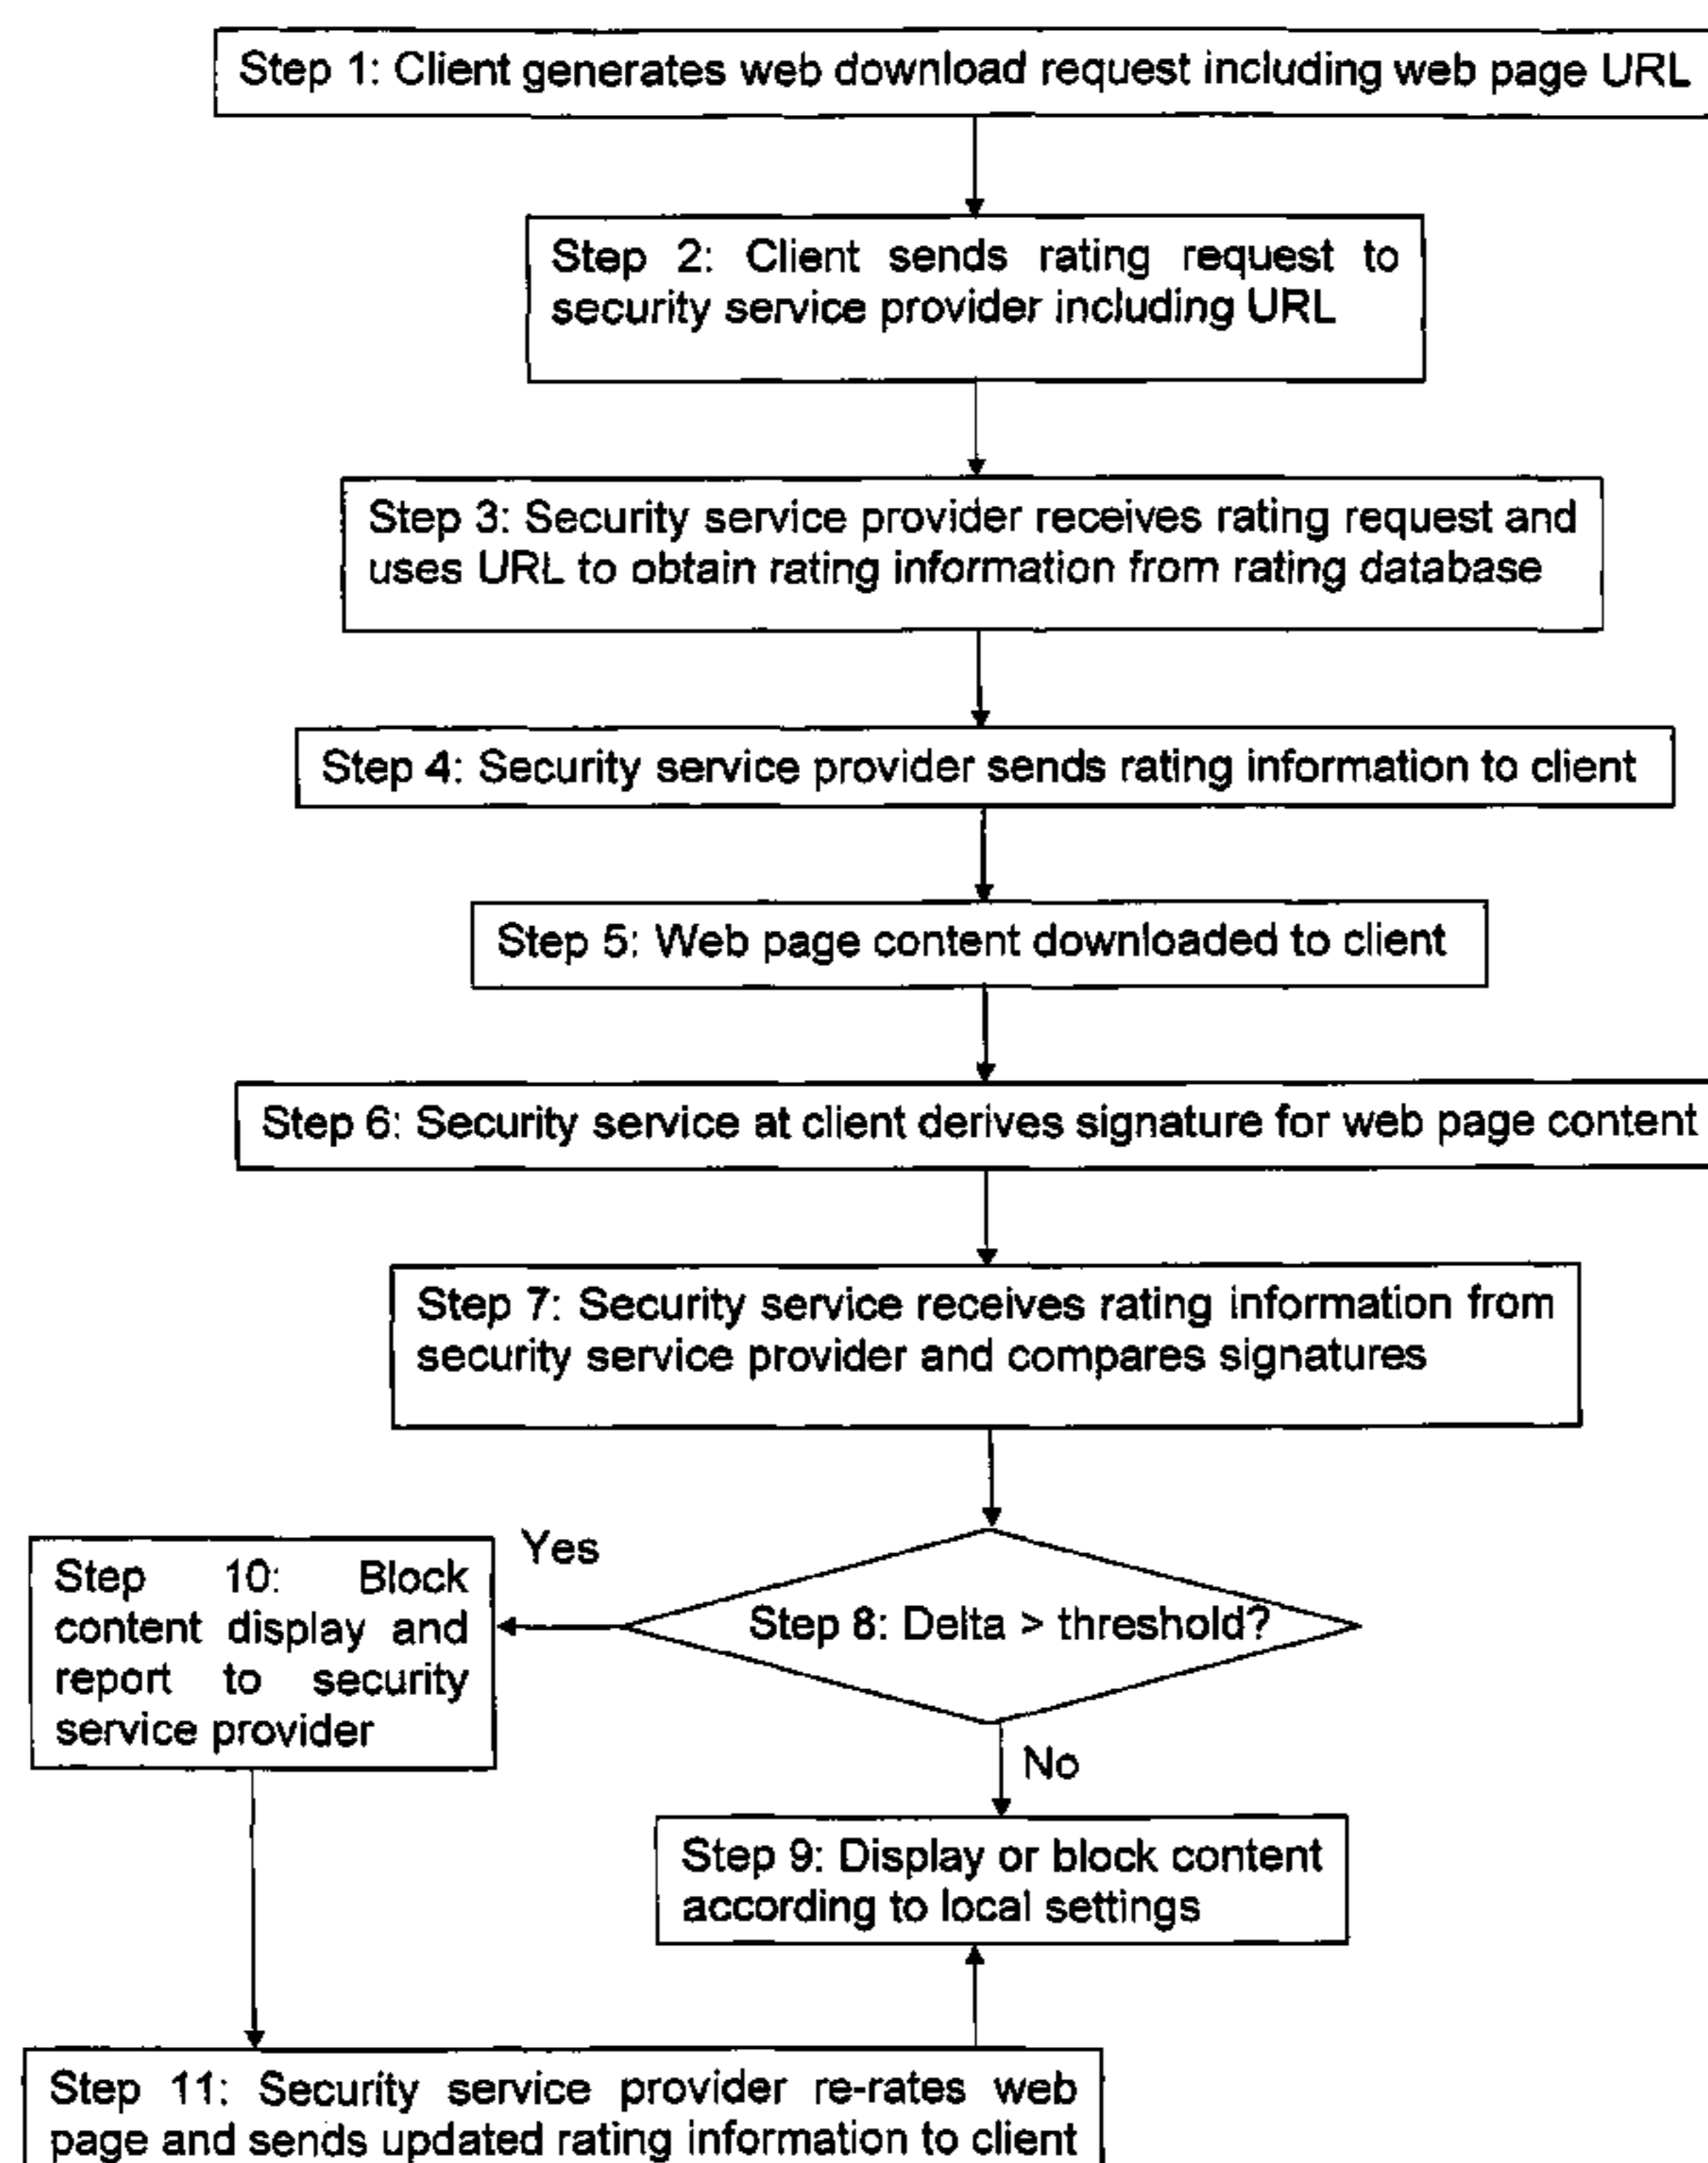 Step 1: Client generates web download request including web page URL
Step 2: Client sends rating request to
security service provider including URL
Step 3: Security service provider receives rating request and
uses URL to obtain rating information from rating database
Step 4: Security service provider sends rating information to client
Step 5: Web page content downloaded to client
Step 6: Security service at client derives signature for web page content
Step 7: Security service receives rating information from
security service provider and compares signatures
Step 8: Delta > threshold?
Yes
Step 10: Block
content display and
report to security
service provider
No
Step 9: Display or block content
according to local settings
Step 11: Security service provider re-rates web
page and sends updated rating information to client